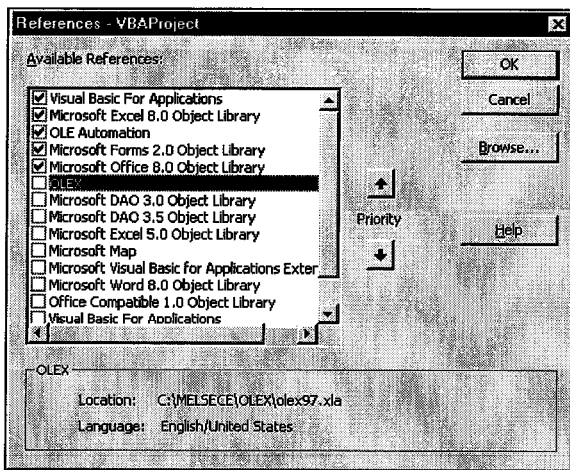 References - VBAProject
Available References:
Visual Basic For Applications
Microsoft Excel 8.0 Object Library
OLE Automation
Microsoft Forms 2.0 Object Library
Microsoft Office 8.0 Object Library
OLEX
Microsoft DAO 3.0 Object Library
Microsoft DAO 3.5 Object Library
Microsoft Excel 5.0 Object Library
Microsoft Map
Microsoft Visual Basic for Applications Exter
Microsoft Word 8.0 Object Library
Office Compatible 1.0 Object Library
Visual Basic For Applications
Priority
OK
Cancel
Browse...
Help
OLEX
Location: C:\MELSECE\OLEX\olex97.xla
Language: English/United States